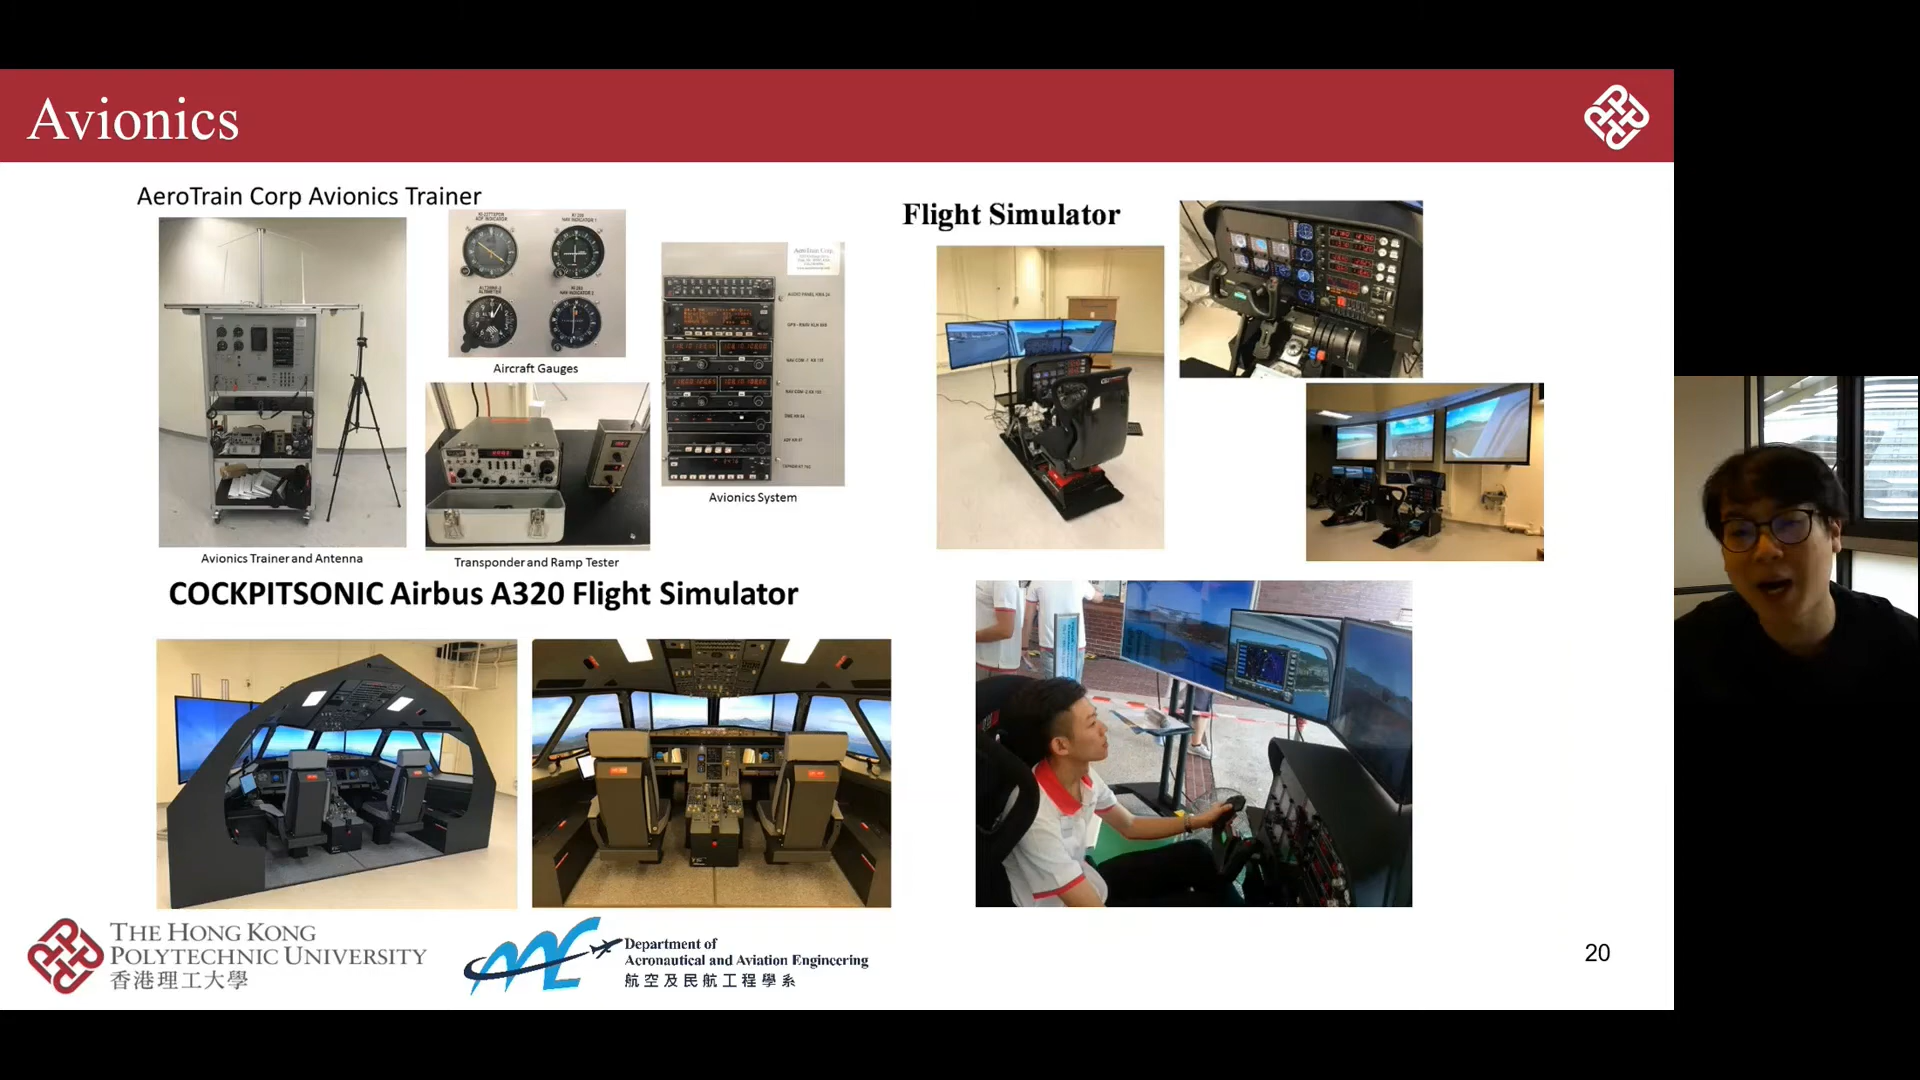 Avionics
AeroTrain Corp Avionics Trainer
Aircraft Gauges
Avionics System
Avionics Trainer and Antenna
Transponder and Ramp Tester
Flight Simulator
COCKPITSONIC Airbus A320 Flight Simulator
THE HONG KONG
POLYTECHNIC UNIVERSITY
香港理工大學
Department of
Aeronautical and Aviation Engineering
航空及民航工程學系
20